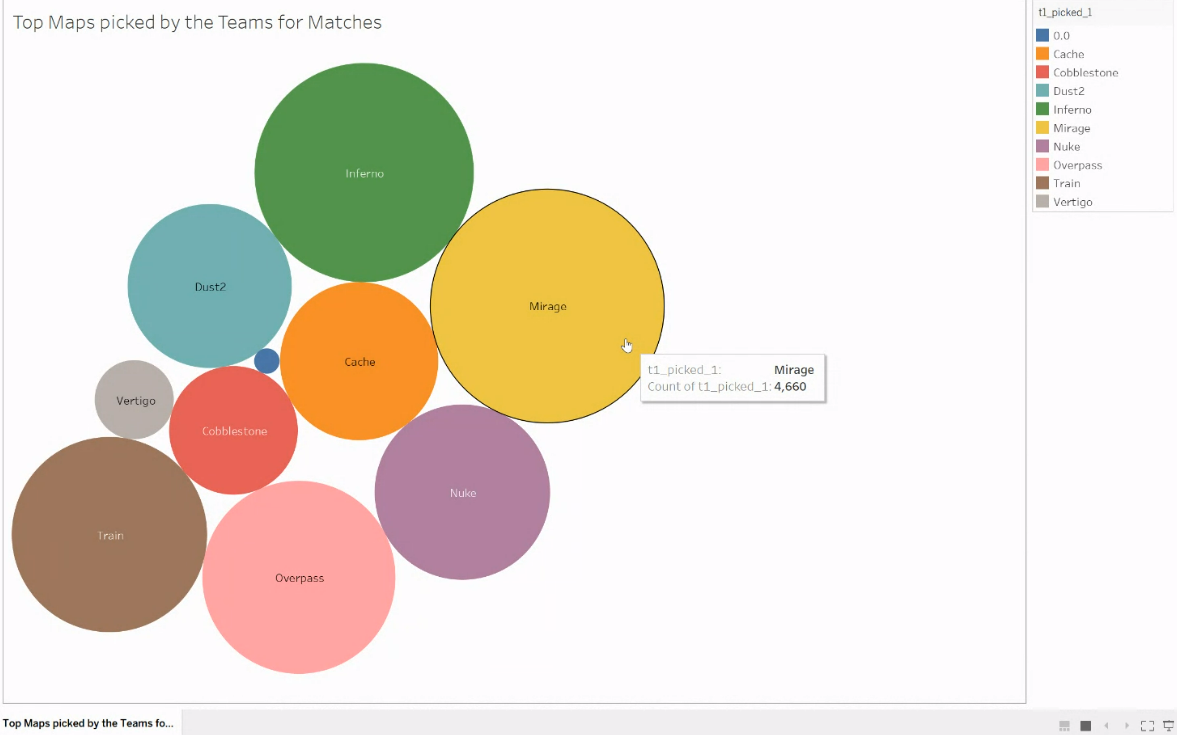 Top Maps picked by the Teams for Matches
Inferno
Mirage
Dust2
Cache
Vertigo
Cobblestone
Nuke
Train
Overpass
t1_picked_1: Mirage
Count of t1_picked_1: 4,660
t1_picked_1
0.0
Cache
Cobblestone
Dust2
Inferno
Mirage
Nuke
Overpass
Train
Vertigo
Top Maps picked by the Teams fo...